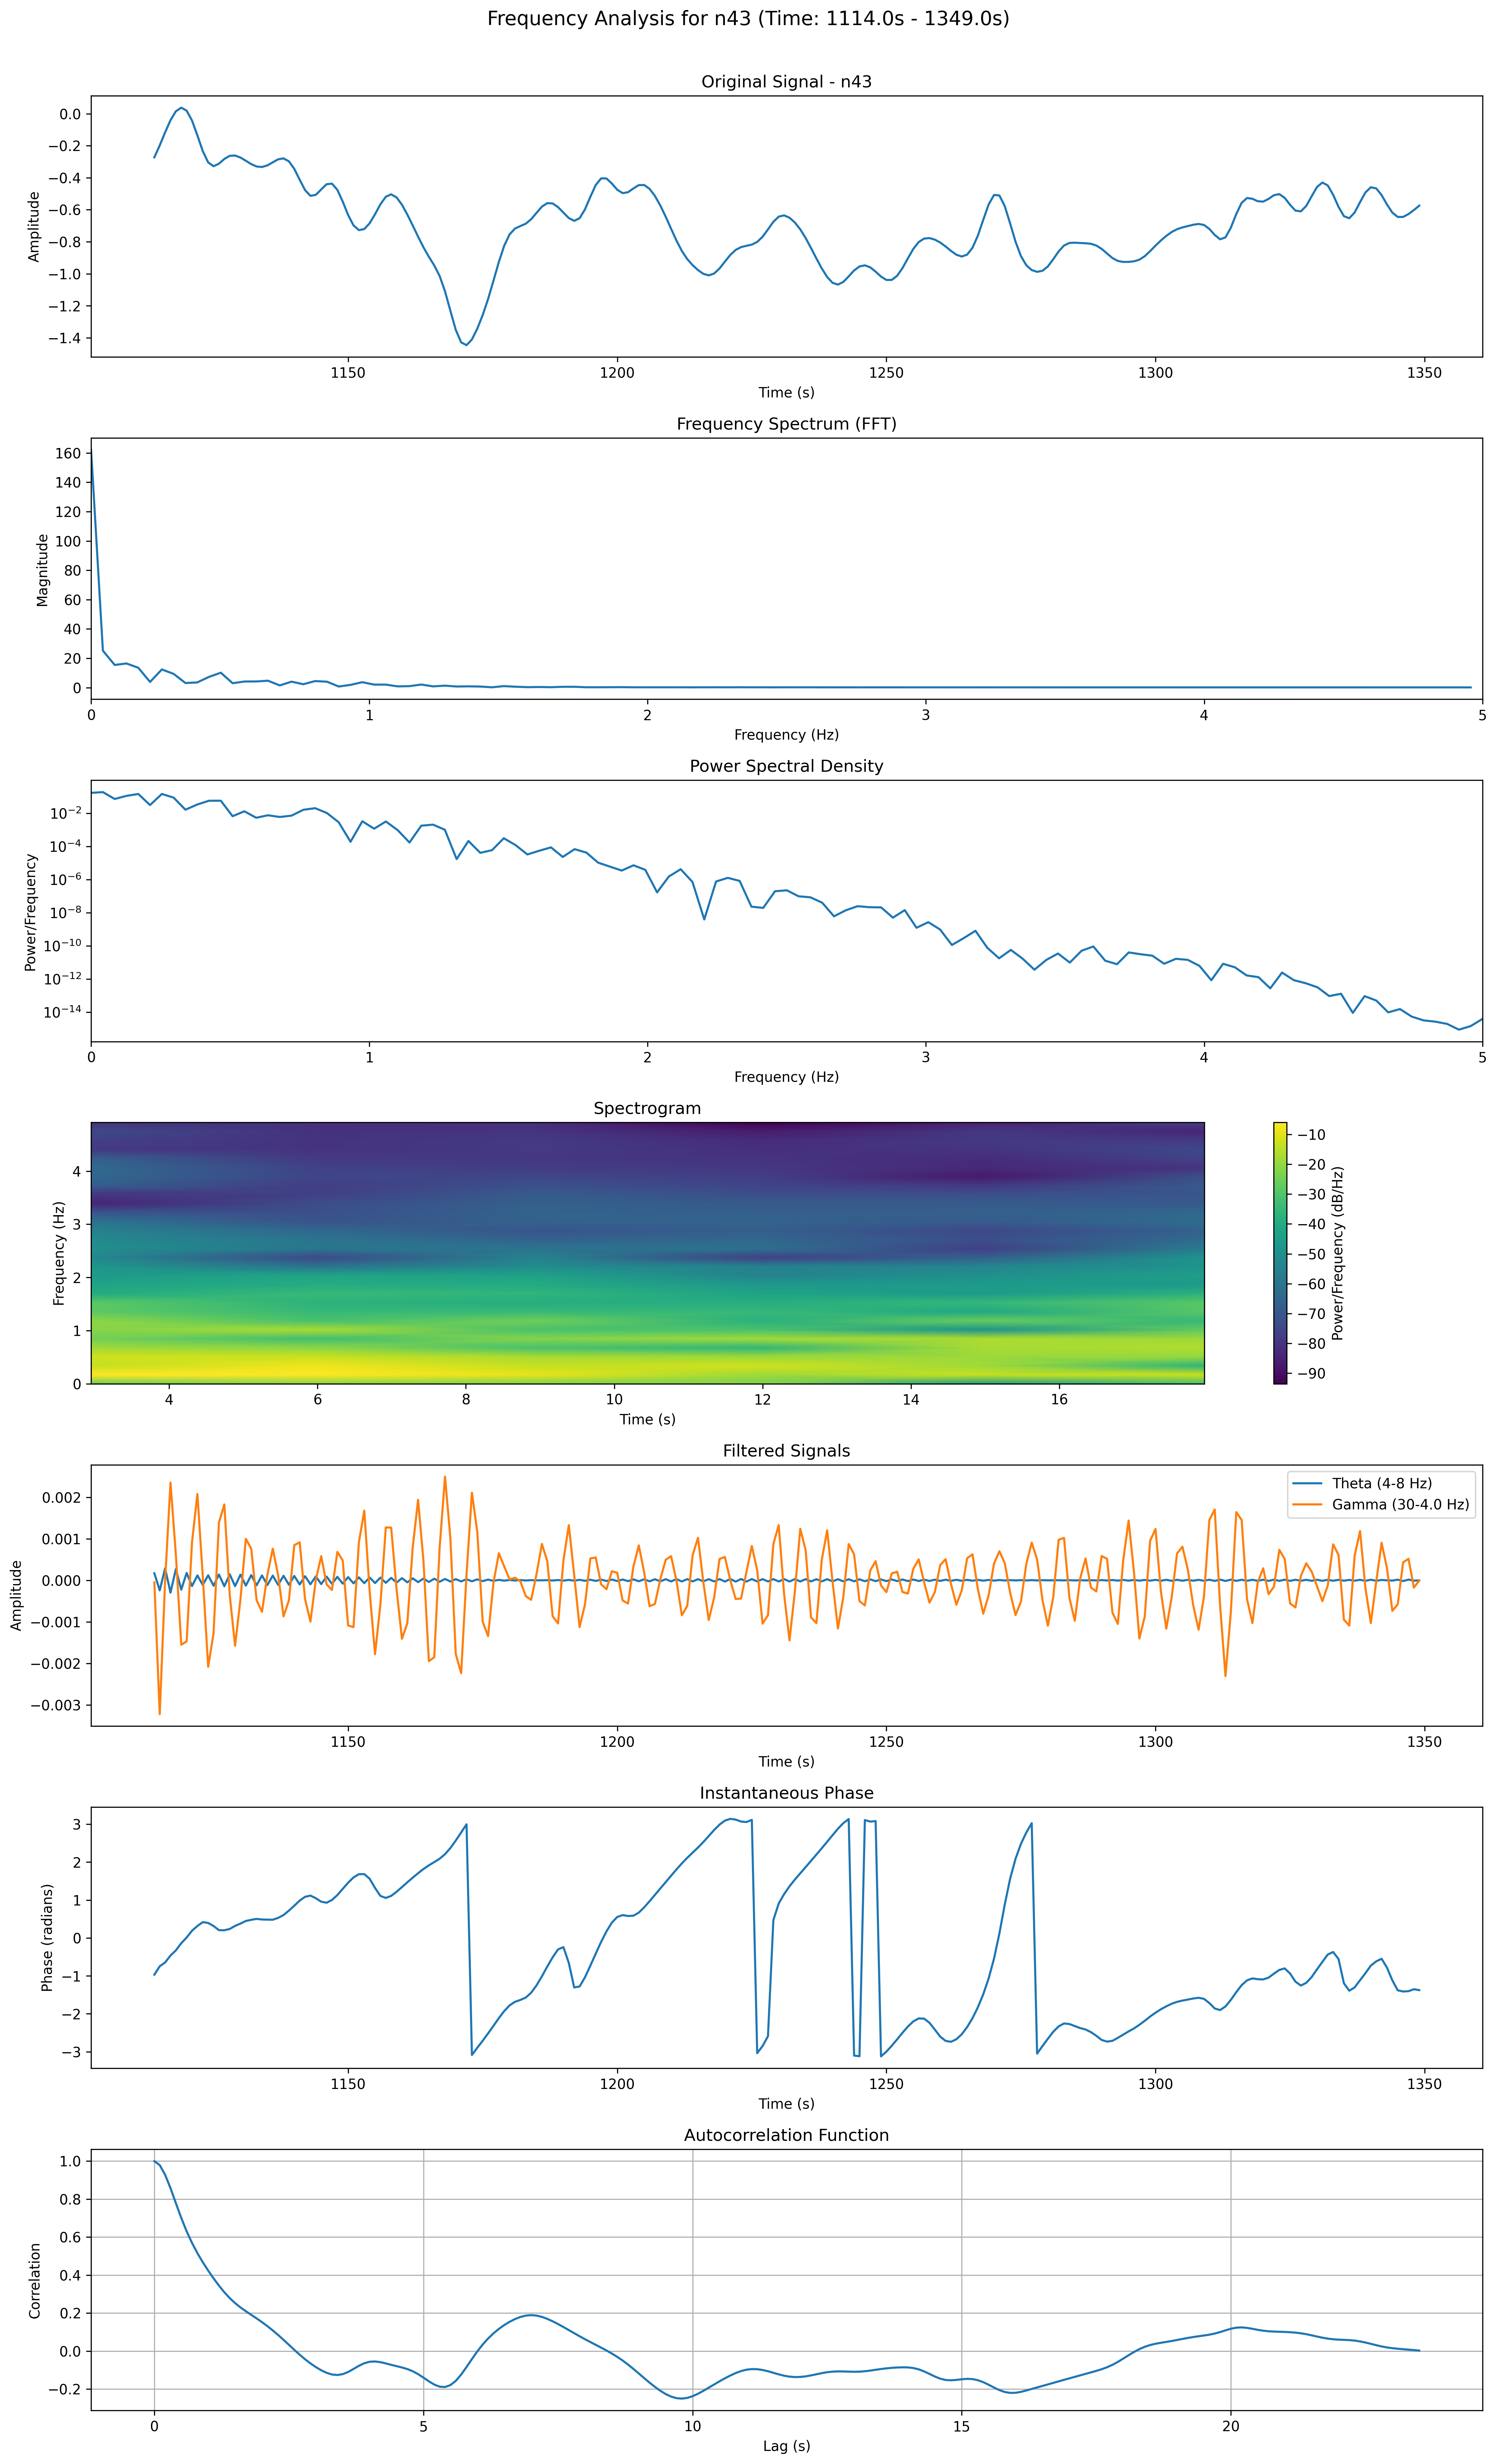 Frequency Analysis for n43 (Time: 1114.0s - 1349.0s)
Original Signal - n43
Amplitude
0.0
−0.2
−0.4
−0.6
−0.8
−1.0
−1.2
−1.4
1150 1200 1250 1300 1350
Time (s)
Frequency Spectrum (FFT)
Magnitude
160
140
120
100
80
60
40
20
0
0 1 2 3 4 5
Frequency (Hz)
Power Spectral Density
Power/Frequency
10⁻²
10⁻⁴
10⁻⁶
10⁻⁸
10⁻¹⁰
10⁻¹²
10⁻¹⁴
0 1 2 3 4 5
Frequency (Hz)
Spectrogram
Frequency (Hz)
4
3
2
1
0
4 6 8 10 12 14 16
Time (s)
−10
−20
−30
−40
−50
−60
−70
−80
−90
Power/Frequency (dB/Hz)
Filtered Signals
Amplitude
0.002
0.001
0.000
−0.001
−0.002
−0.003
Theta (4-8 Hz)
Gamma (30-4.0 Hz)
1150 1200 1250 1300 1350
Time (s)
Instantaneous Phase
Phase (radians)
3
2
1
0
−1
−2
−3
1150 1200 1250 1300 1350
Time (s)
Autocorrelation Function
Correlation
1.0
0.8
0.6
0.4
0.2
0.0
−0.2
0 5 10 15 20
Lag (s)